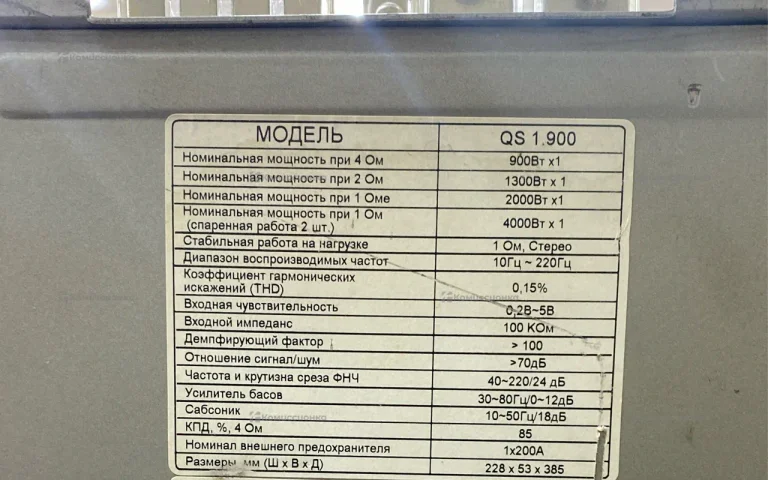 МОДЕЛЬ QS 1.900
Номинальная мощность при 4 Ом 900Вт x1
Номинальная мощность при 2 Ом 1300Вт x 1
Номинальная мощность при 1 Оме 2000Вт x1
Номинальная мощность при 1 Ом
(спаренная работа 2 шт.) 4000Вт x 1
Стабильная работа на нагрузке 1 Ом, Стерео
Диапазон воспроизводимых частот 10Гц ~ 220Гц
Коэффициент гармонических
искажений (THD) 0,15%
Входная чувствительность 0,2В~5В
Входной импеданс 100 КОм
Демпфирующий фактор > 100
Отношение сигнал/шум >70дБ
Частота и крутизна среза ФНЧ 40~220/24 дБ
Усилитель басов 30~80Гц/0~12дБ
Сабсоник 10~50Гц/18дБ
КПД, %, 4 Ом 85
Номинал внешнего предохранителя 1x200А
Размеры, мм (Ш x В x Д) 228 x 53 x 385
Комиссионка
Комиссионка